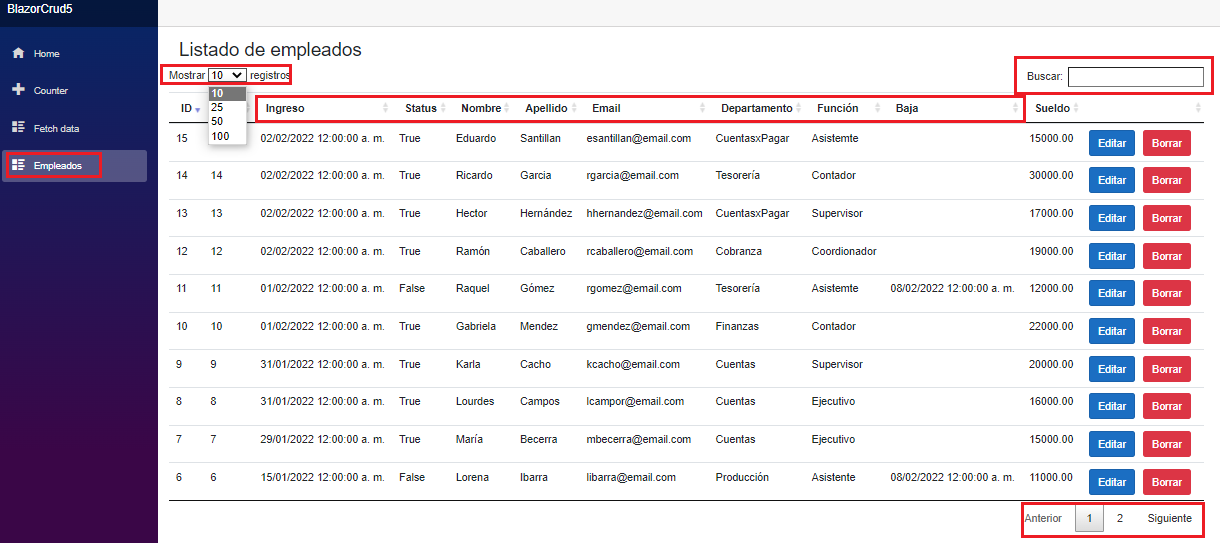 BlazorCrud5
Home
Counter
Fetch data
Empleados
Listado de empleados
Mostrar 10 registros
10
25
50
100
Buscar:
ID Ingreso Status Nombre Apellido Email Departamento Función Baja Sueldo
15 02/02/2022 12:00:00 a. m. True Eduardo Santillan esantillan@email.com CuentasxPagar Asistemte 15000.00 Editar Borrar
14 14 02/02/2022 12:00:00 a. m. True Ricardo Garcia rgarcia@email.com Tesorería Contador 30000.00 Editar Borrar
13 13 02/02/2022 12:00:00 a. m. True Hector Hernández hhernandez@email.com CuentasxPagar Supervisor 17000.00 Editar Borrar
12 12 02/02/2022 12:00:00 a. m. True Ramón Caballero rcaballero@email.com Cobranza Coordionador 19000.00 Editar Borrar
11 11 01/02/2022 12:00:00 a. m. False Raquel Gómez rgomez@email.com Tesorería Asistemte 08/02/2022 12:00:00 a. m. 12000.00 Editar Borrar
10 10 01/02/2022 12:00:00 a. m. True Gabriela Mendez gmendez@email.com Finanzas Contador 22000.00 Editar Borrar
9 9 31/01/2022 12:00:00 a. m. True Karla Cacho kcacho@email.com Cuentas Supervisor 20000.00 Editar Borrar
8 8 31/01/2022 12:00:00 a. m. True Lourdes Campos lcampor@email.com Cuentas Ejecutivo 16000.00 Editar Borrar
7 7 29/01/2022 12:00:00 a. m. True María Becerra mbecerra@email.com Cuentas Ejecutivo 15000.00 Editar Borrar
6 6 15/01/2022 12:00:00 a. m. False Lorena Ibarra libarra@email.com Producción Asistente 08/02/2022 12:00:00 a. m. 11000.00 Editar Borrar
Anterior 1 2 Siguiente